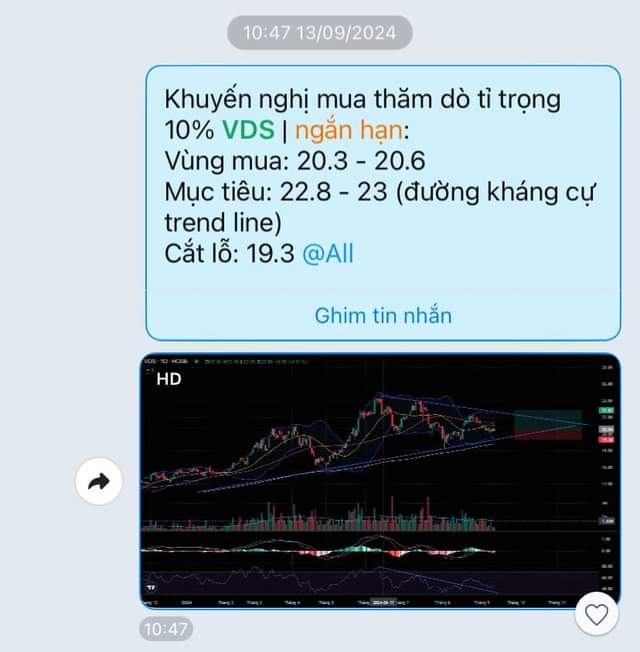 10:47 13/09/2024
Khuyến nghị mua thăm dò tỉ trọng
10% VDS | ngắn hạn:
Vùng mua: 20.3 - 20.6
Mục tiêu: 22.8 - 23 (đường kháng cự
trend line)
Cắt lỗ: 19.3 @All
Ghim tin nhắn
HD
10:47